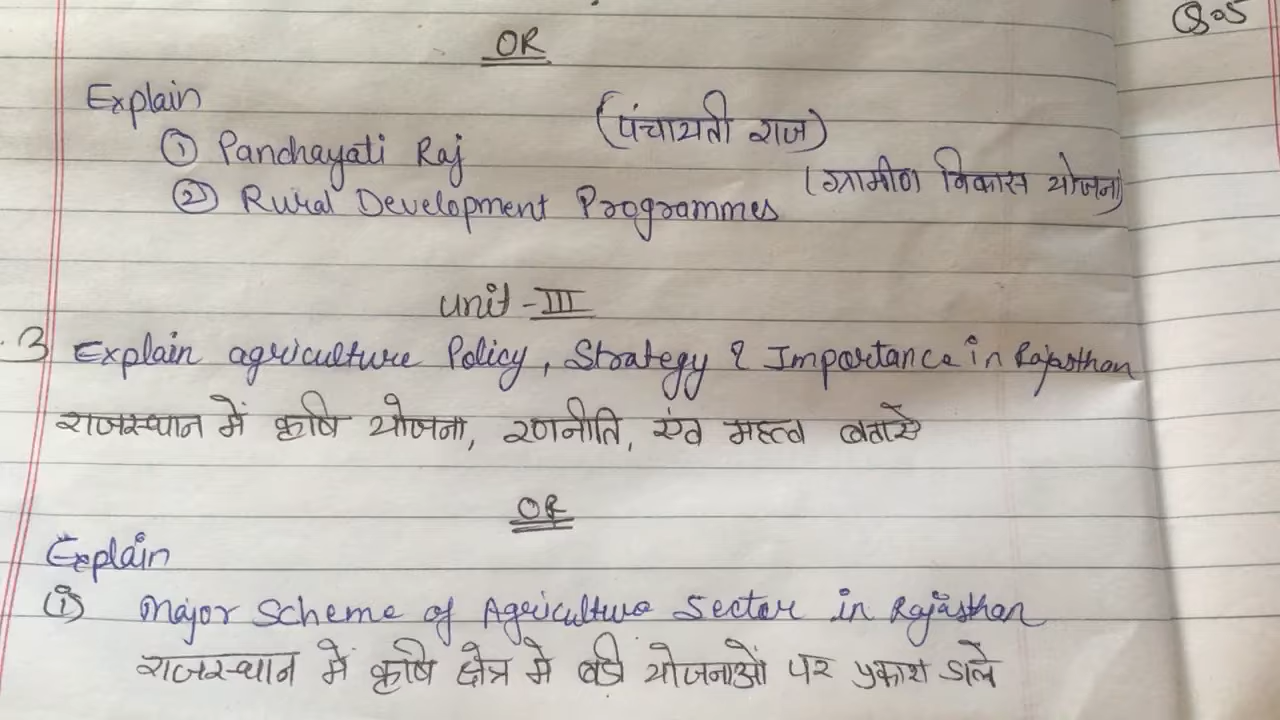 Q.5
OR
Explain
① Panchayati Raj (पंचायती राज)
② Rural Development Programmes (ग्रामीण विकास योजना)
Unit-III
.3 Explain agriculture Policy, Strategy & Importance in Rajasthan
राजस्थान में कृषि योजना, रणनीति, एंव महत्व बताऐ
OR
Explain
(i) Major Scheme of Agriculture Sector in Rajasthan
राजस्थान में कृषि क्षेत्र मे बडी योजनाओं पर प्रकाश डाले